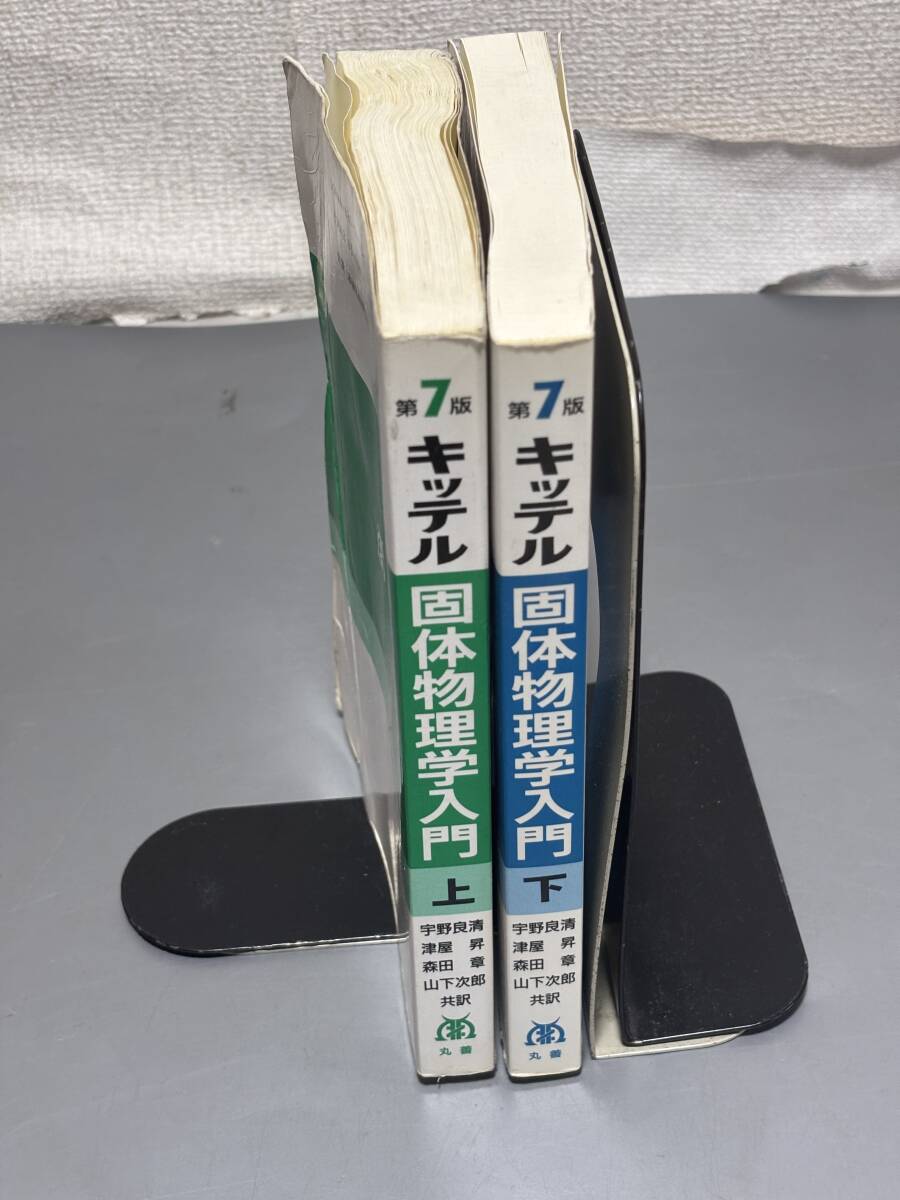 第7版
キッテル
固体物理学入門
上
宇野良清
津屋 昇
森田 章
山下次郎
共訳
丸善
第7版
キッテル
固体物理学入門
下
宇野良清
津屋 昇
森田 章
山下次郎
共訳
丸善